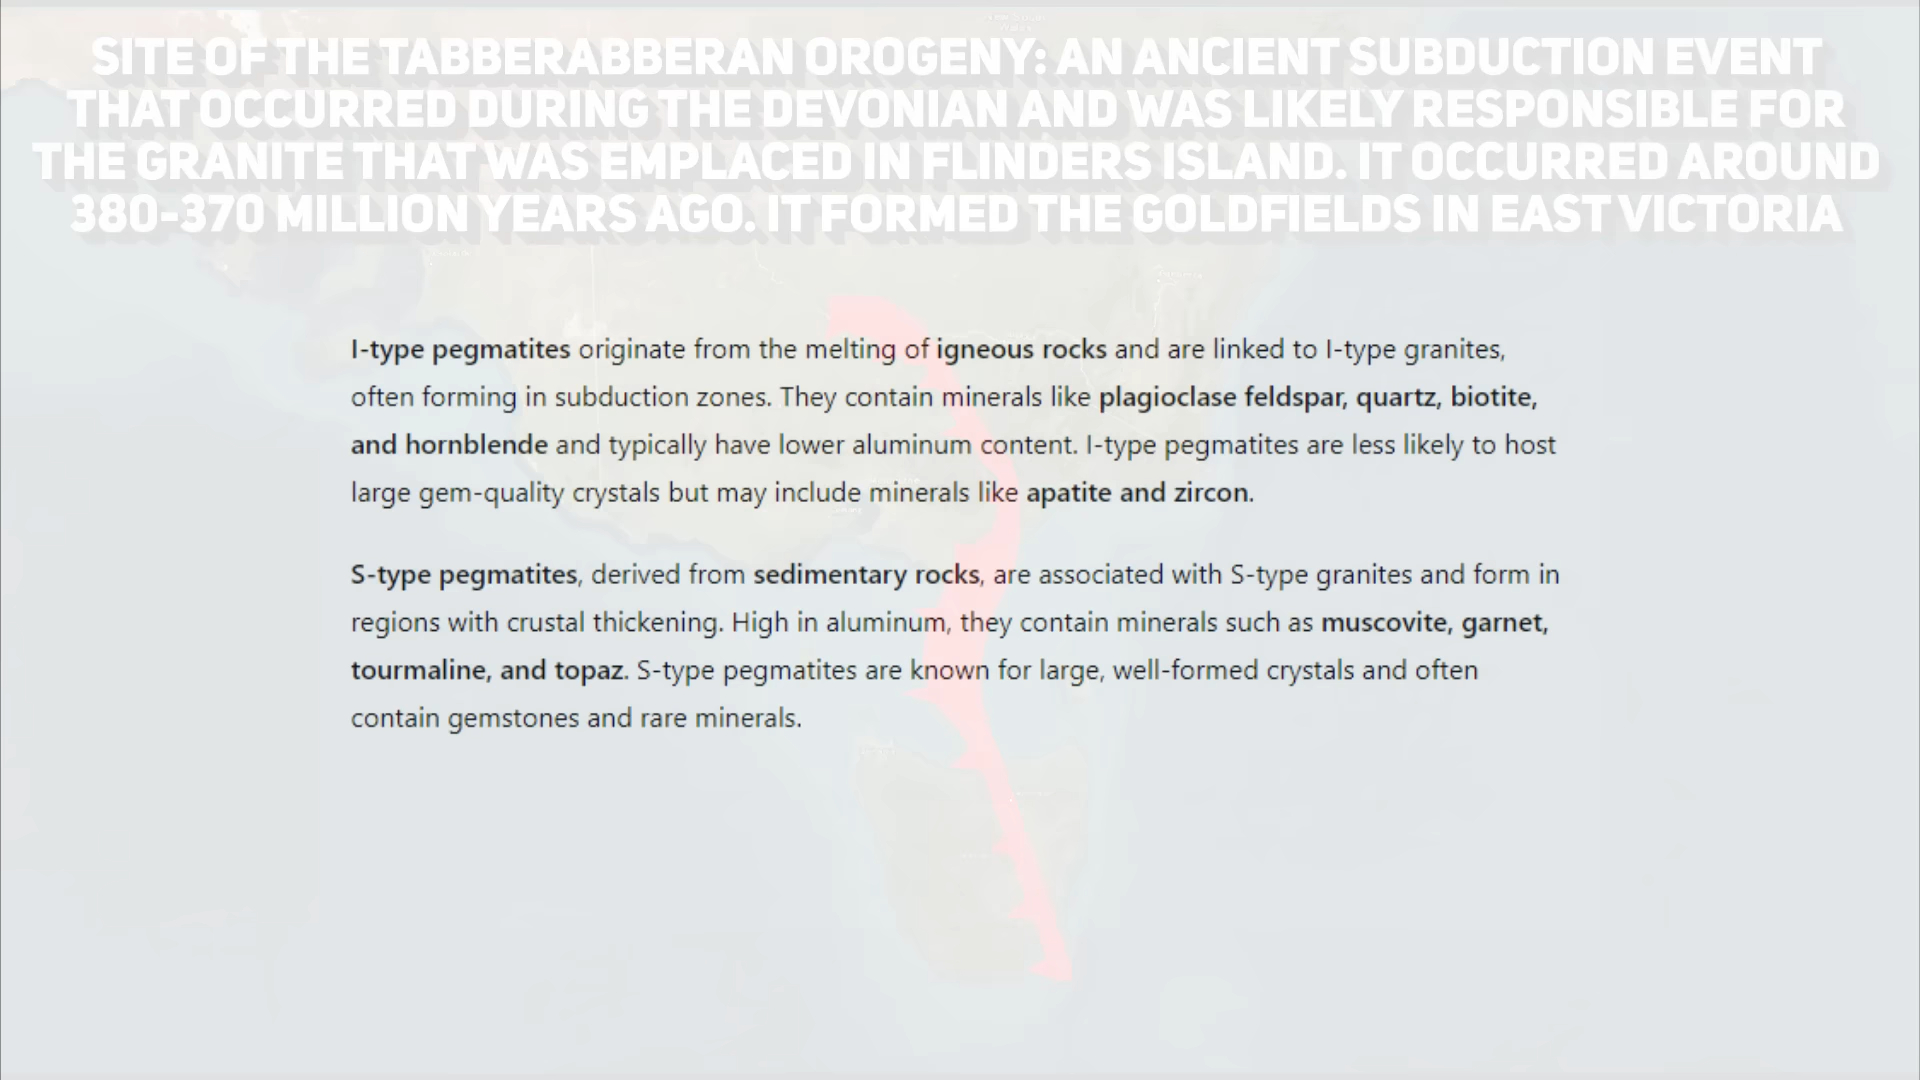 SITE OF THE TABBERABBERAN OROGENY: AN ANCIENT SUBDUCTION EVENT
THAT OCCURRED DURING THE DEVONIAN AND WAS LIKELY RESPONSIBLE FOR
THE GRANITE THAT WAS EMPLACED IN FLINDERS ISLAND. IT OCCURRED AROUND
380-370 MILLION YEARS AGO. IT FORMED THE GOLDFIELDS IN EAST VICTORIA
I-type pegmatites originate from the melting of igneous rocks and are linked to I-type granites,
often forming in subduction zones. They contain minerals like plagioclase feldspar, quartz, biotite,
and hornblende and typically have lower aluminum content. I-type pegmatites are less likely to host
large gem-quality crystals but may include minerals like apatite and zircon.
S-type pegmatites, derived from sedimentary rocks, are associated with S-type granites and form in
regions with crustal thickening. High in aluminum, they contain minerals such as muscovite, garnet,
tourmaline, and topaz. S-type pegmatites are known for large, well-formed crystals and often
contain gemstones and rare minerals.